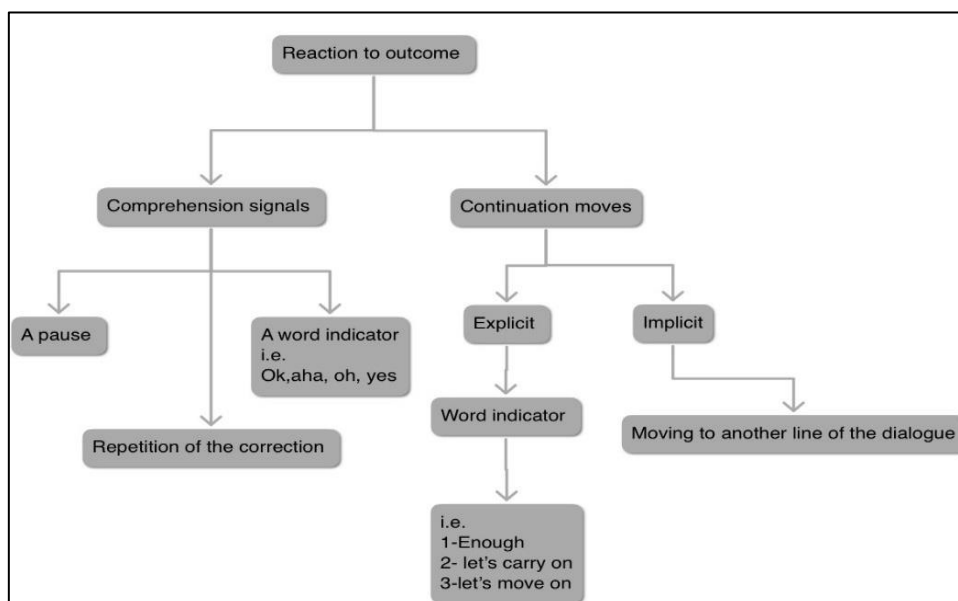 Reaction to outcome
Comprehension signals
Continuation moves
A pause
A word indicator
i.e.
Ok,aha, oh, yes
Explicit
Implicit
Repetition of the correction
Word indicator
Moving to another line of the dialogue
i.e.
1-Enough
2- let's carry on
3-let's move on